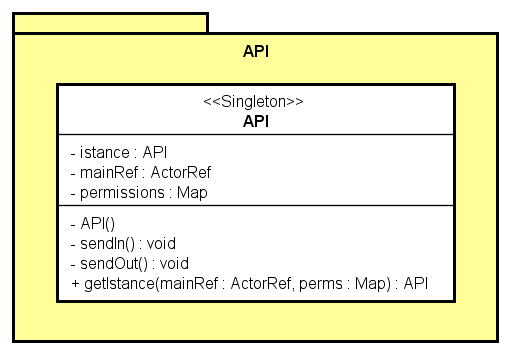 API
<<Singleton>>
API
- istance : API
- mainRef : ActorRef
- permissions : Map
- API()
- sendIn() : void
- sendOut() : void
+ getIstance(mainRef : ActorRef, perms : Map) : API